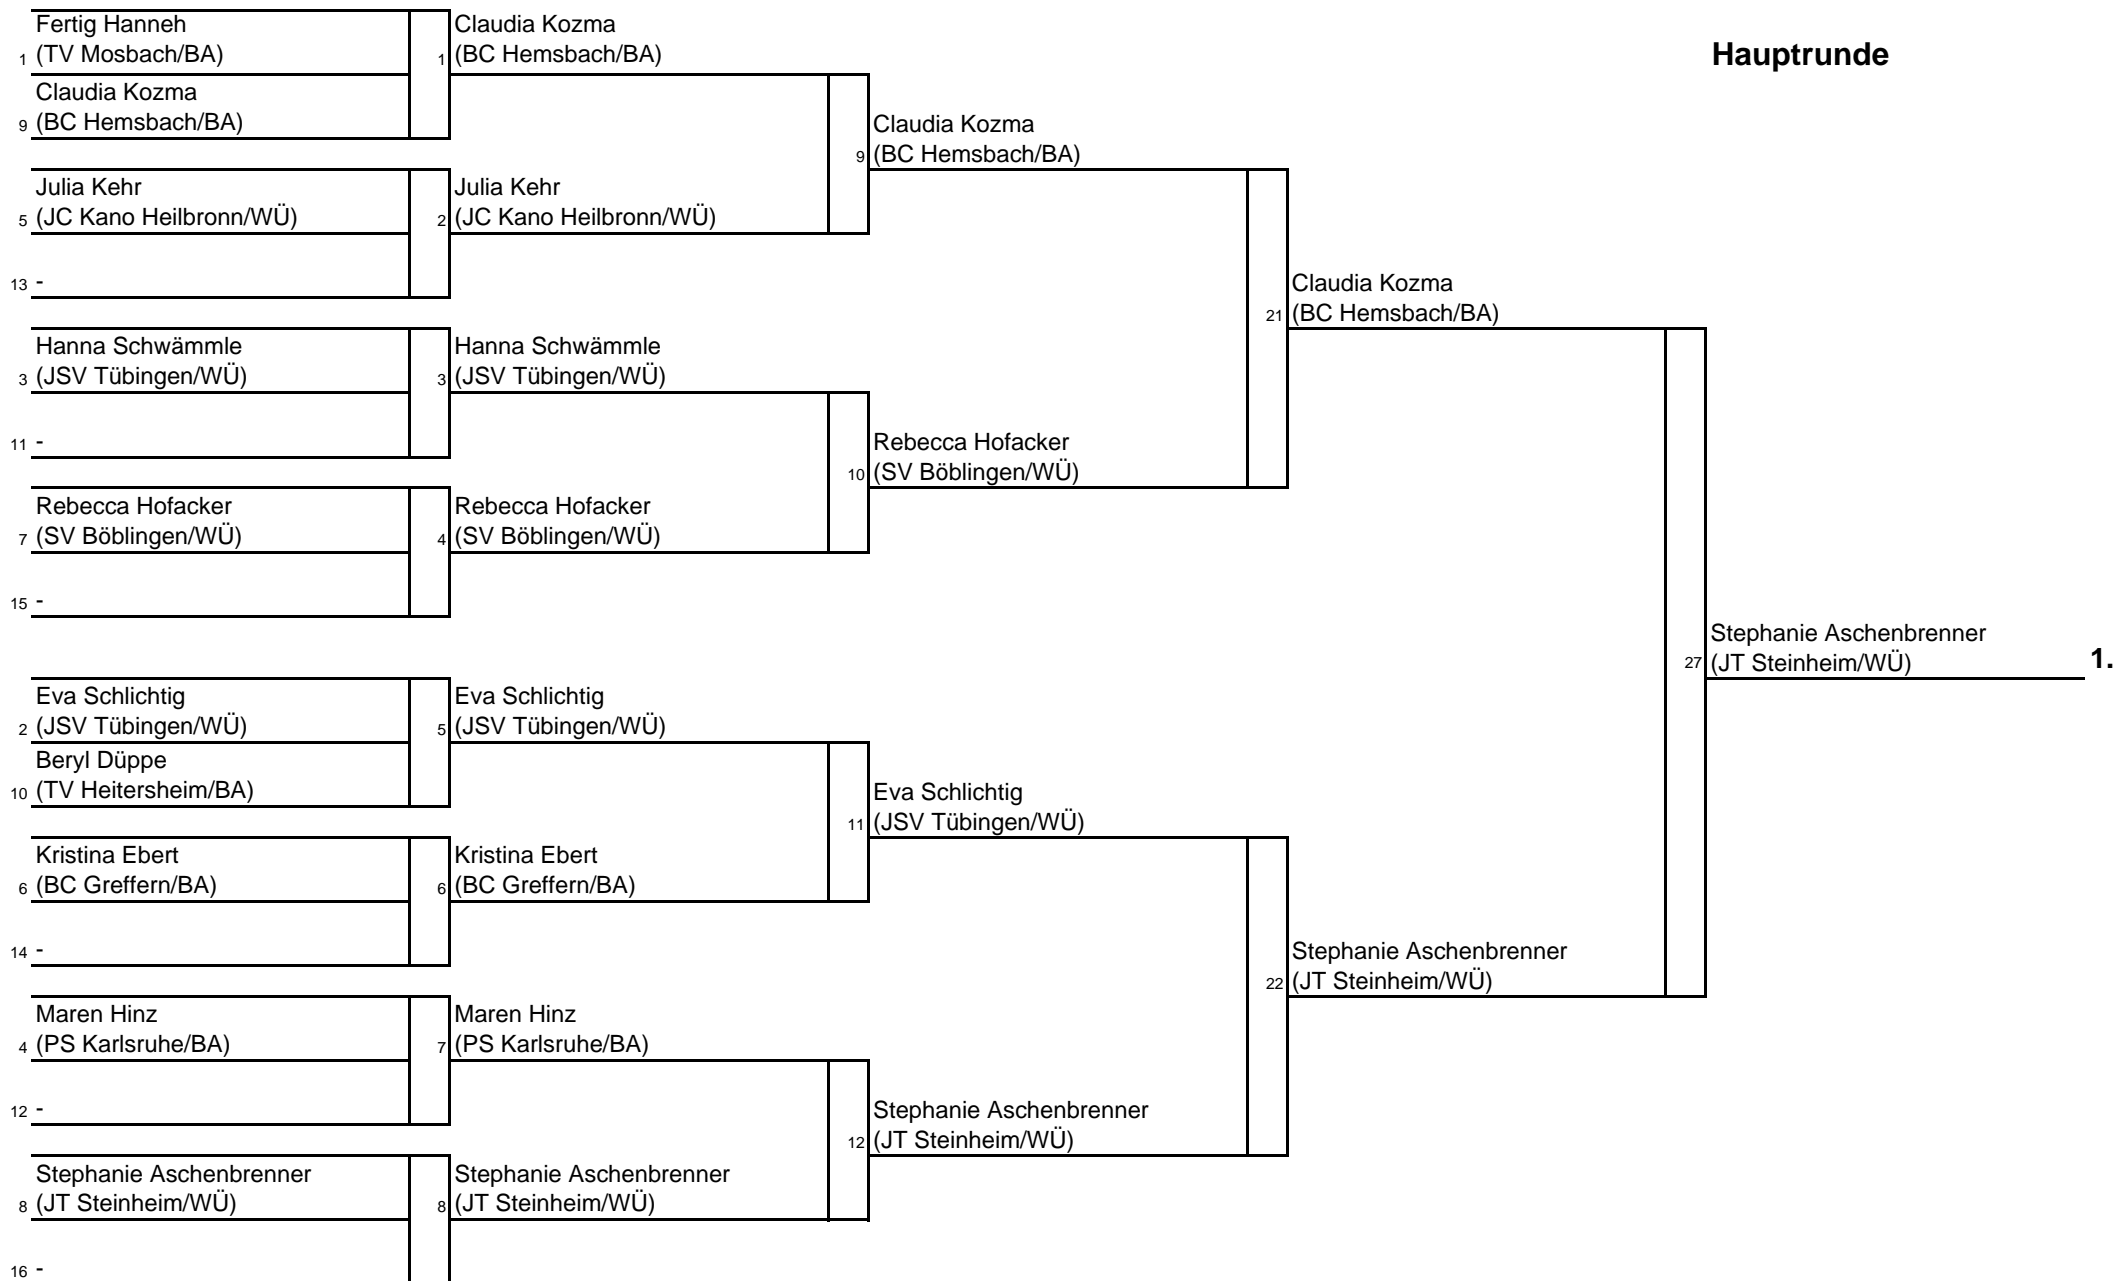 Hauptrunde
Fertig Hanneh
1 (TV Mosbach/BA)
Claudia Kozma
9 (BC Hemsbach/BA)
Julia Kehr
5 (JC Kano Heilbronn/WÜ)
13 -
Hanna Schwämmle
3 (JSV Tübingen/WÜ)
11 -
Rebecca Hofacker
7 (SV Böblingen/WÜ)
15 -
Eva Schlichtig
2 (JSV Tübingen/WÜ)
Beryl Düppe
10 (TV Heitersheim/BA)
Kristina Ebert
6 (BC Greffern/BA)
14 -
Maren Hinz
4 (PS Karlsruhe/BA)
12 -
Stephanie Aschenbrenner
8 (JT Steinheim/WÜ)
16 -
Claudia Kozma
1 (BC Hemsbach/BA)
Julia Kehr
2 (JC Kano Heilbronn/WÜ)
Hanna Schwämmle
3 (JSV Tübingen/WÜ)
Rebecca Hofacker
4 (SV Böblingen/WÜ)
Eva Schlichtig
5 (JSV Tübingen/WÜ)
Kristina Ebert
6 (BC Greffern/BA)
Maren Hinz
7 (PS Karlsruhe/BA)
Stephanie Aschenbrenner
8 (JT Steinheim/WÜ)
Claudia Kozma
9 (BC Hemsbach/BA)
Rebecca Hofacker
10 (SV Böblingen/WÜ)
Eva Schlichtig
11 (JSV Tübingen/WÜ)
Stephanie Aschenbrenner
12 (JT Steinheim/WÜ)
Claudia Kozma
21 (BC Hemsbach/BA)
Stephanie Aschenbrenner
22 (JT Steinheim/WÜ)
Stephanie Aschenbrenner
27 (JT Steinheim/WÜ) 1.